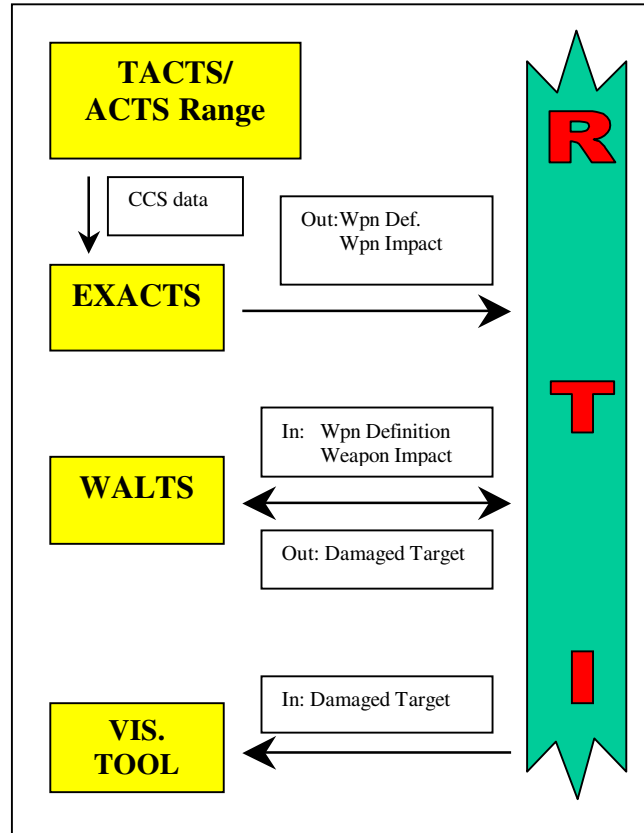 TACTS/
ACTS Range
CCS data
Out:Wpn Def.
Wpn Impact
EXACTS
In: Wpn Definition
Weapon Impact
WALTS
Out: Damaged Target
In: Damaged Target
VIS.
TOOL
R
T
I